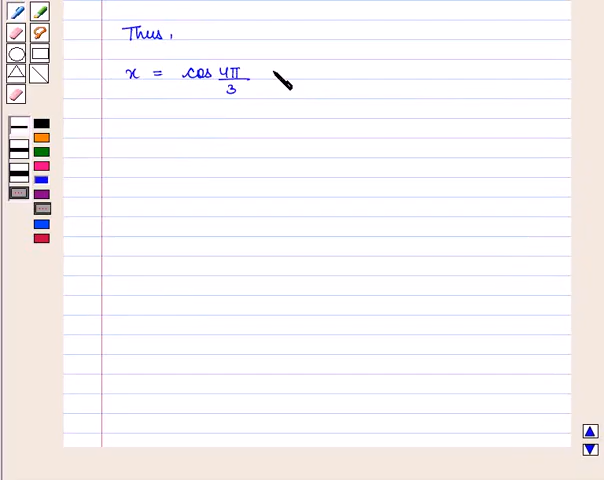 Thus,
x = cos 4π/3